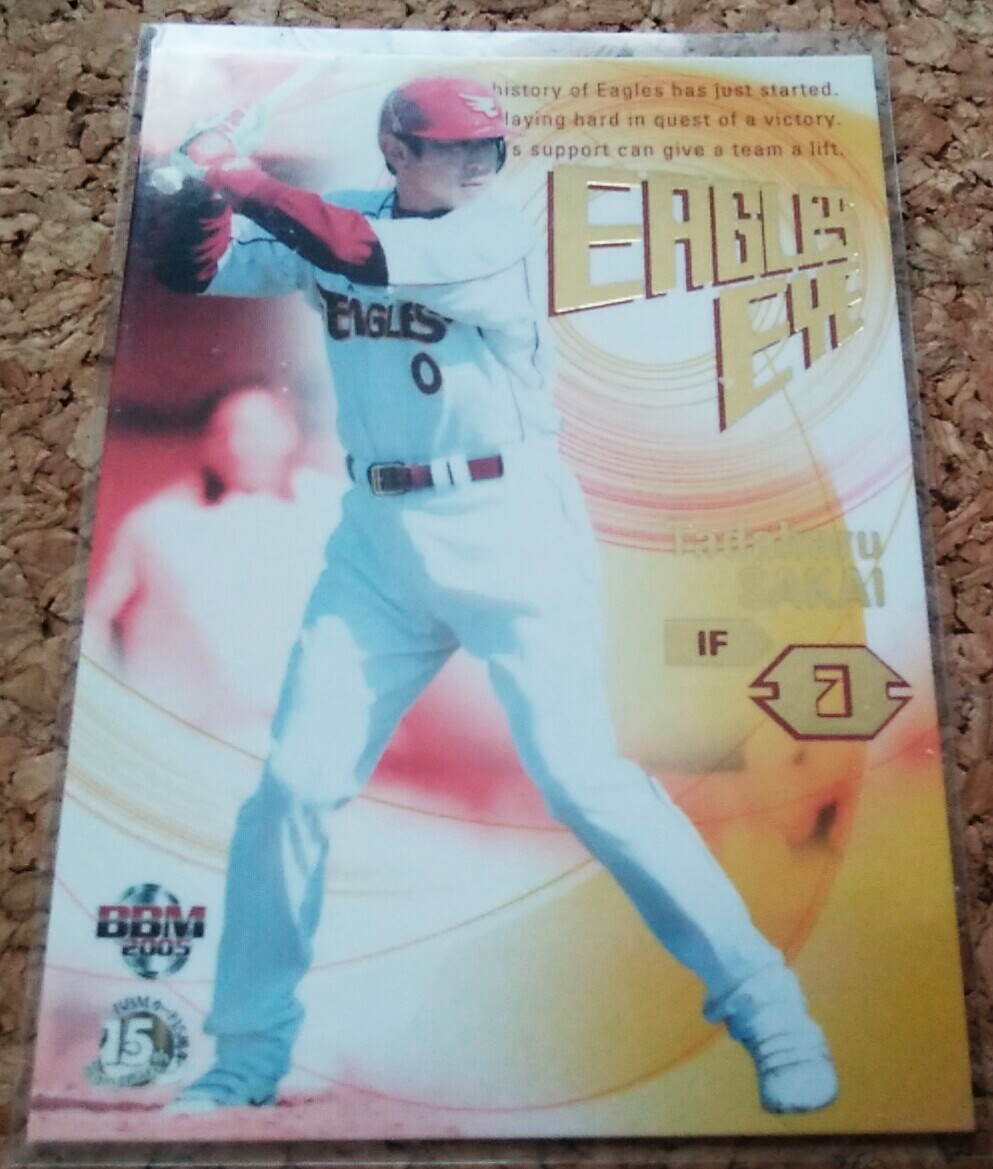 history of Eagles has just started.
laying hard in quest of a victory.
s support can give a team a lift.
EAGLES
EYE
EAGLES
0
Tadaharu
SAKAI
IF
BBM
2005
15